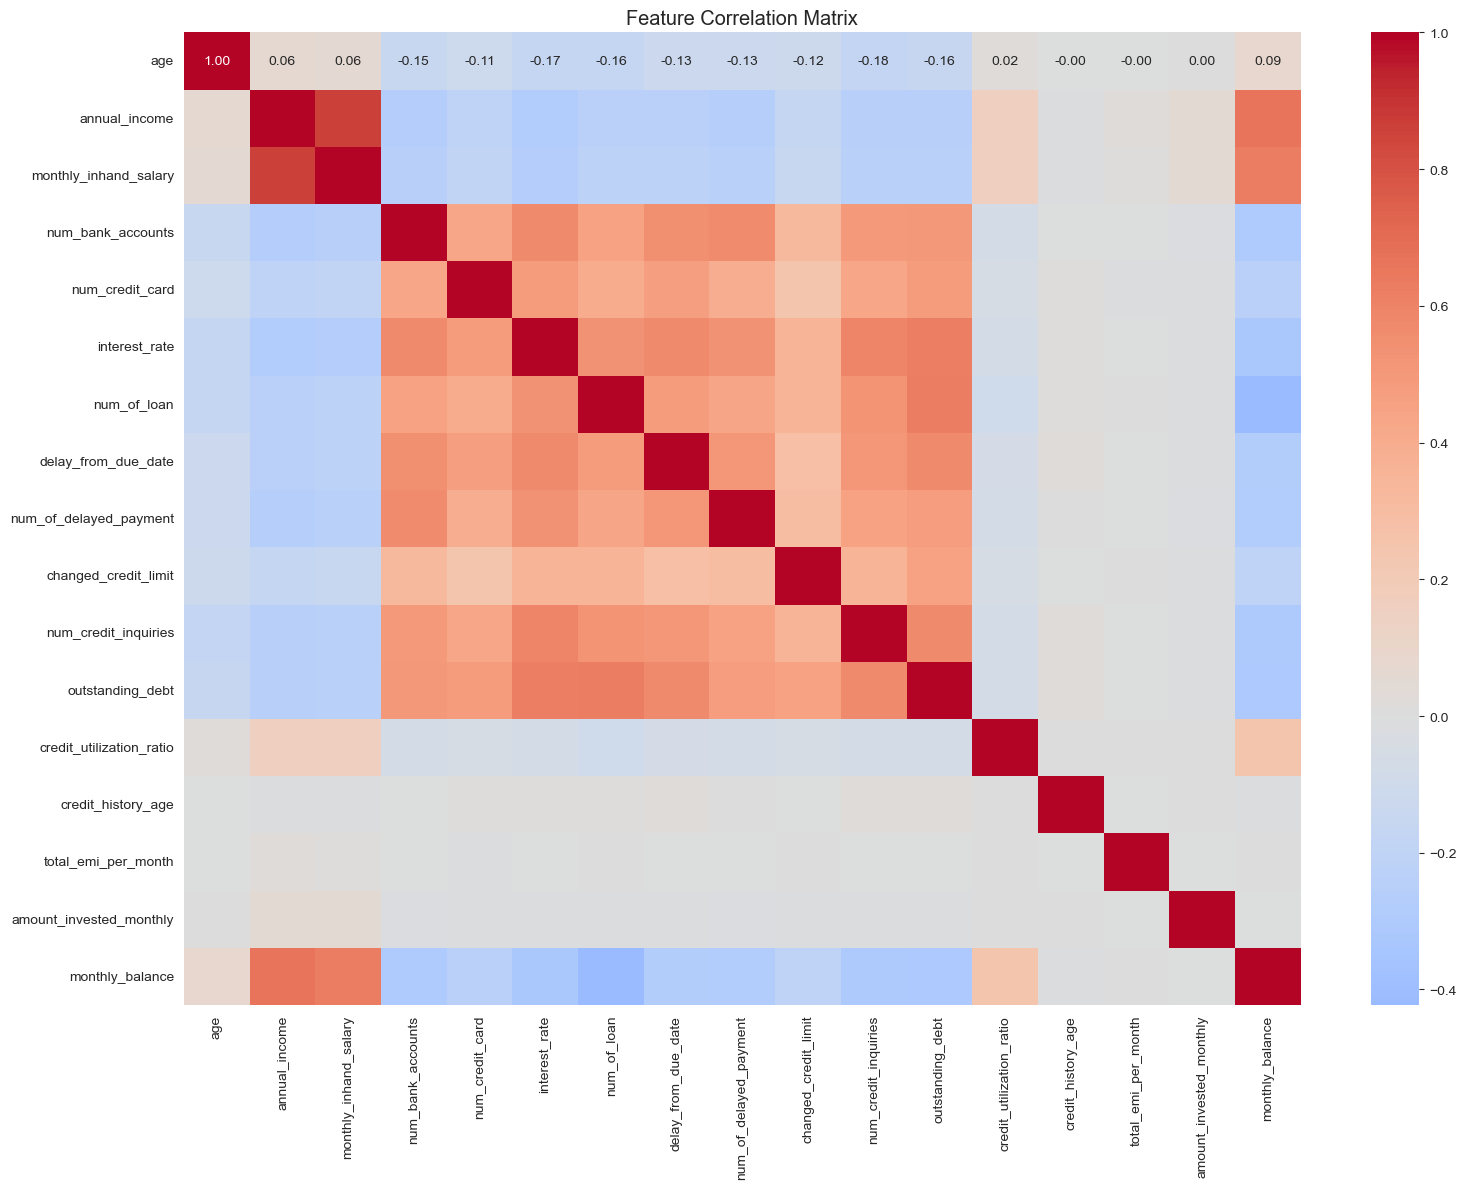 Feature Correlation Matrix
age
1.00 0.06 0.06 -0.15 -0.11 -0.17 -0.16 -0.13 -0.13 -0.12 -0.18 -0.16 0.02 -0.00 -0.00 0.00 0.09
annual_income
monthly_inhand_salary
num_bank_accounts
num_credit_card
interest_rate
num_of_loan
delay_from_due_date
num_of_delayed_payment
changed_credit_limit
num_credit_inquiries
outstanding_debt
credit_utilization_ratio
credit_history_age
total_emi_per_month
amount_invested_monthly
monthly_balance
age
annual_income
monthly_inhand_salary
num_bank_accounts
num_credit_card
interest_rate
num_of_loan
delay_from_due_date
num_of_delayed_payment
changed_credit_limit
num_credit_inquiries
outstanding_debt
credit_utilization_ratio
credit_history_age
total_emi_per_month
amount_invested_monthly
monthly_balance
1.0
0.8
0.6
0.4
0.2
0.0
−0.2
−0.4